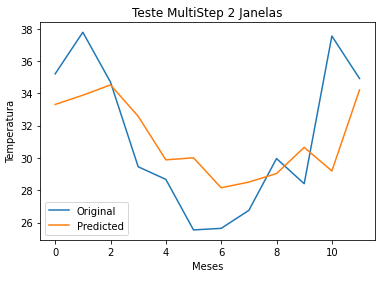 Teste MultiStep 2 Janelas
38
36
34
32
30
28
26
Temperatura
Original
Predicted
0 2 4 6 8 10
Meses